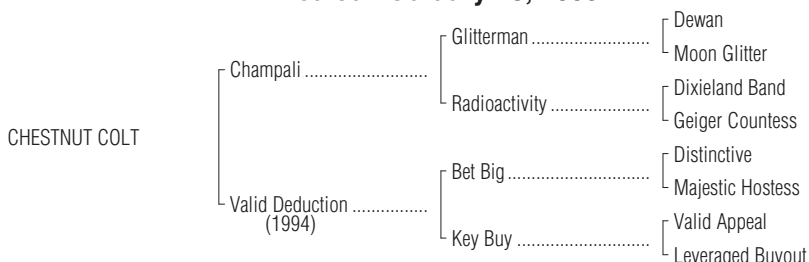 Dewan
Glitterman
Moon Glitter
Champali
Dixieland Band
Radioactivity
Geiger Countess
CHESTNUT COLT
Distinctive
Bet Big
Majestic Hostess
Valid Deduction
(1994)
Valid Appeal
Key Buy
Leveraged Buyout